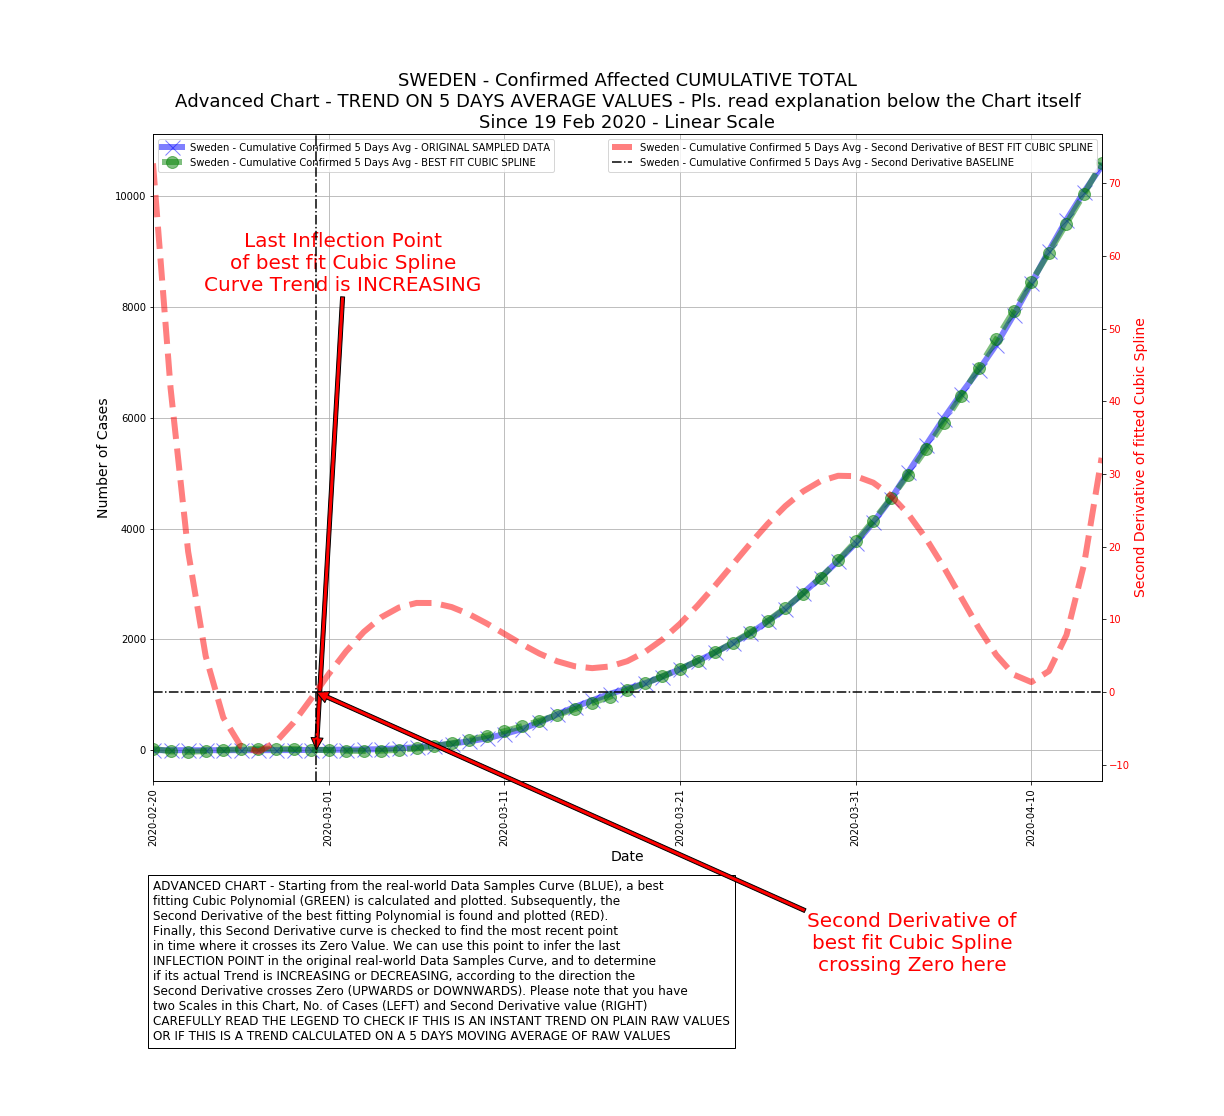 SWEDEN - Confirmed Affected CUMULATIVE TOTAL
Advanced Chart - TREND ON 5 DAYS AVERAGE VALUES - Pls. read explanation below the Chart itself
Since 19 Feb 2020 - Linear Scale
Sweden - Cumulative Confirmed 5 Days Avg - ORIGINAL SAMPLED DATA
Sweden - Cumulative Confirmed 5 Days Avg - BEST FIT CUBIC SPLINE
Sweden - Cumulative Confirmed 5 Days Avg - Second Derivative of BEST FIT CUBIC SPLINE
Sweden - Cumulative Confirmed 5 Days Avg - Second Derivative BASELINE
Last Inflection Point
of best fit Cubic Spline
Curve Trend is INCREASING
Number of Cases
10000
8000
6000
4000
2000
0
70
60
50
40
30
20
10
0
−10
Second Derivative of fitted Cubic Spline
2020-02-20
2020-03-01
2020-03-11
2020-03-21
2020-03-31
2020-04-10
Date
ADVANCED CHART - Starting from the real-world Data Samples Curve (BLUE), a best
fitting Cubic Polynomial (GREEN) is calculated and plotted. Subsequently, the
Second Derivative of the best fitting Polynomial is found and plotted (RED).
Finally, this Second Derivative curve is checked to find the most recent point
in time where it crosses its Zero Value. We can use this point to infer the last
INFLECTION POINT in the original real-world Data Samples Curve, and to determine
if its actual Trend is INCREASING or DECREASING, according to the direction the
Second Derivative crosses Zero (UPWARDS or DOWNWARDS). Please note that you have
two Scales in this Chart, No. of Cases (LEFT) and Second Derivative value (RIGHT)
CAREFULLY READ THE LEGEND TO CHECK IF THIS IS AN INSTANT TREND ON PLAIN RAW VALUES
OR IF THIS IS A TREND CALCULATED ON A 5 DAYS MOVING AVERAGE OF RAW VALUES
Second Derivative of
best fit Cubic Spline
crossing Zero here